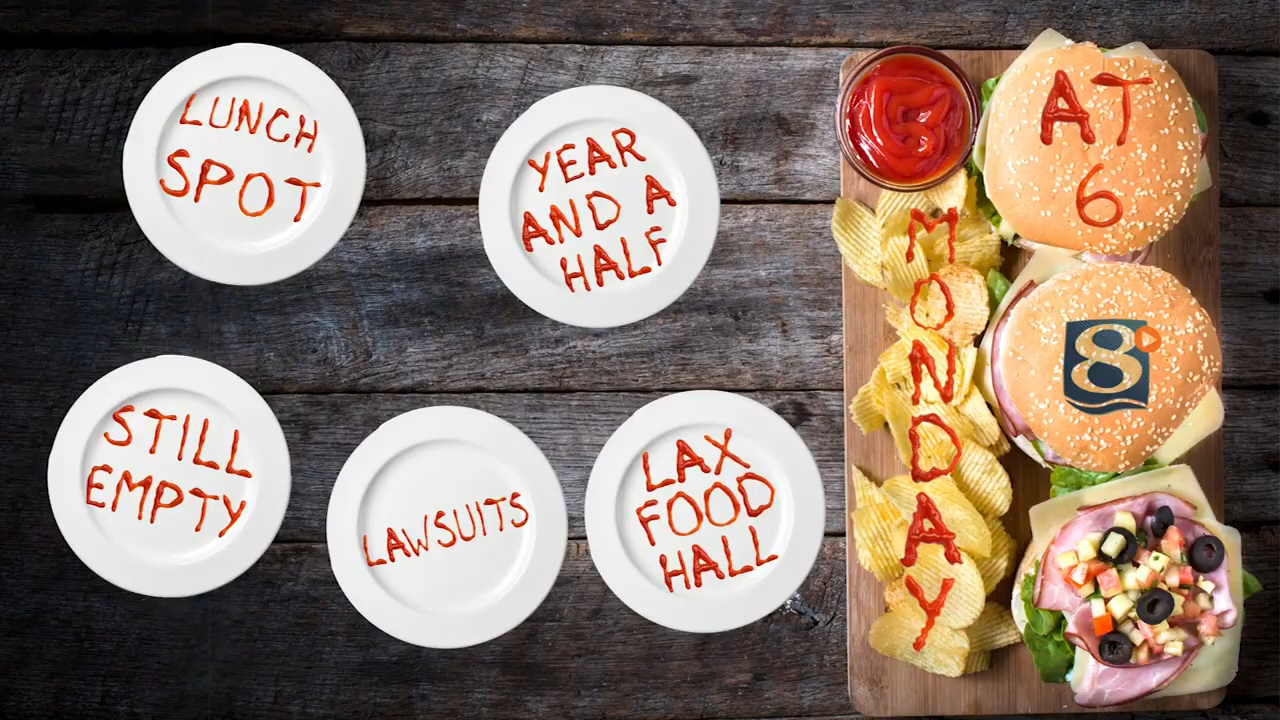 LUNCH
SPOT
YEAR
AND A
HALF
STILL
EMPTY
LAWSUITS
LAX
FOOD
HALL
AT
6
MONDAY
8